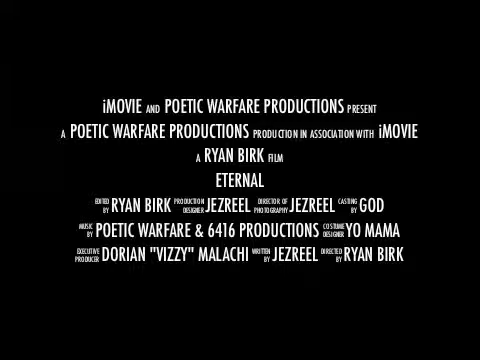 iMOVIE AND POETIC WARFARE PRODUCTIONS PRESENT
A POETIC WARFARE PRODUCTIONS PRODUCTION IN ASSOCIATION WITH iMOVIE
A RYAN BIRK FILM
ETERNAL
EDITED BY RYAN BIRK PRODUCTION DESIGNER JEZREEL DIRECTOR OF PHOTOGRAPHY JEZREEL CASTING BY GOD
MUSIC BY POETIC WARFARE & 6416 PRODUCTIONS COSTUME DESIGNER YO MAMA
EXECUTIVE PRODUCER DORIAN "VIZZY" MALACHI WRITTEN BY JEZREEL DIRECTED BY RYAN BIRK